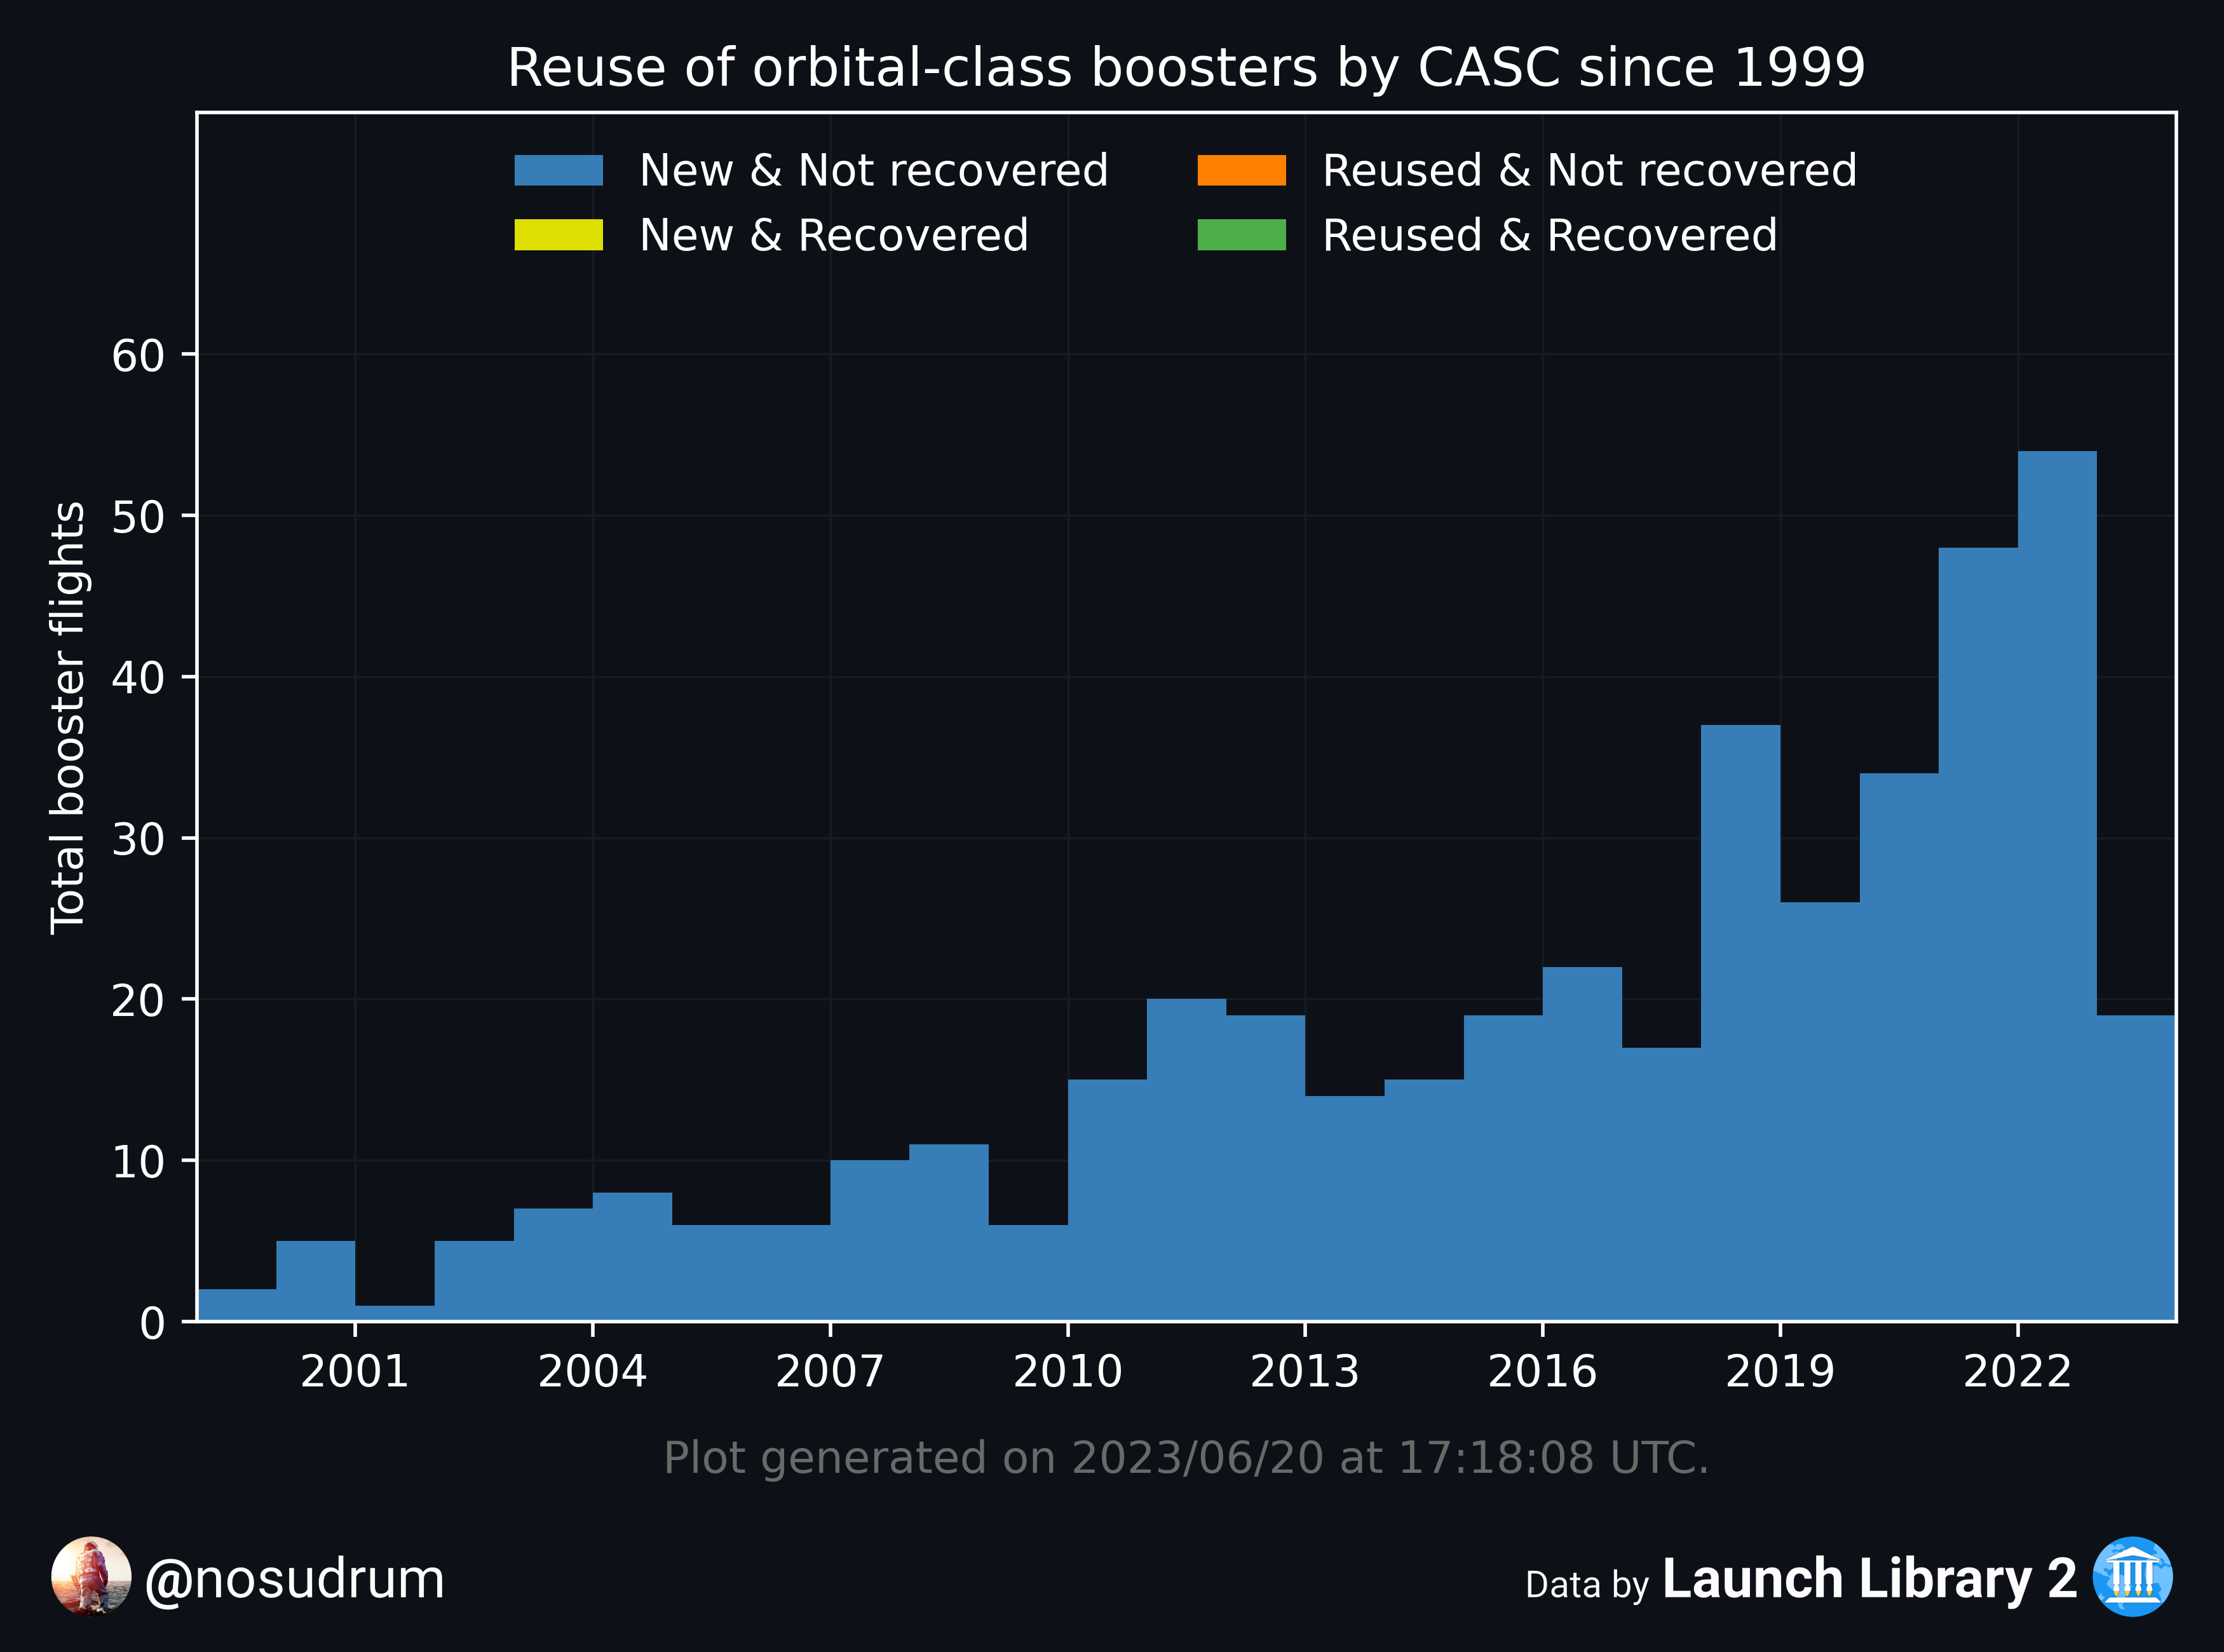 Reuse of orbital-class boosters by CASC since 1999
New & Not recovered
Reused & Not recovered
New & Recovered
Reused & Recovered
Total booster flights
60
50
40
30
20
10
0
2001 2004 2007 2010 2013 2016 2019 2022
Plot generated on 2023/06/20 at 17:18:08 UTC.
@nosudrum
Data by Launch Library 2